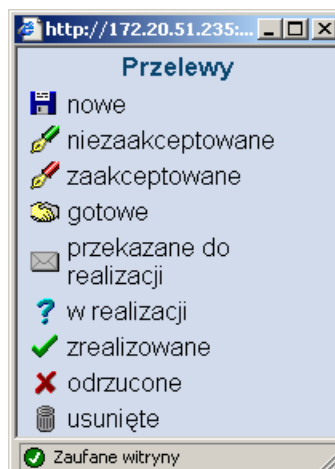 http://172.20.51.235:...
Przelewy
nowe
niezaakceptowane
zaakceptowane
gotowe
przekazane do
realizacji
w realizacji
zrealizowane
odrzucone
usunięte
Zaufane witryny